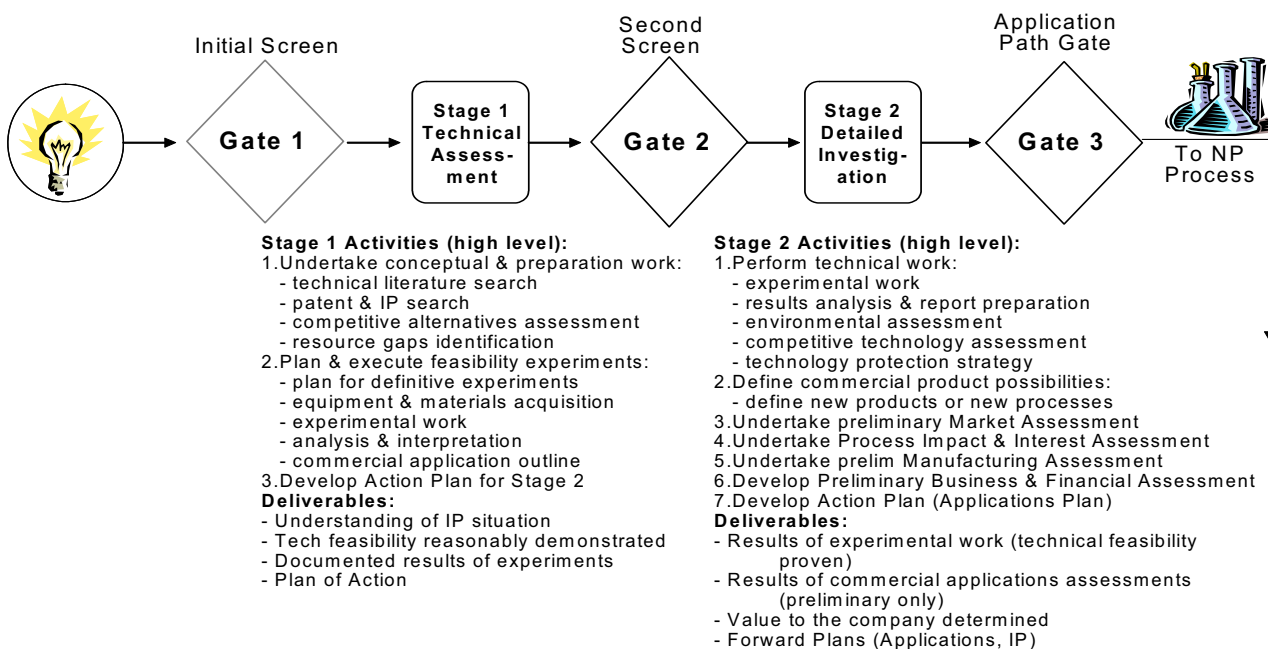 Initial Screen
Second
Screen
Application
Path Gate
Gate 1
Stage 1
Technical
Assess-
ment
Gate 2
Stage 2
Detailed
Investig-
ation
Gate 3
To NP
Process
Stage 1 Activities (high level):
1.Undertake conceptual & preparation work:
- technical literature search
- patent & IP search
- competitive alternatives assessment
- resource gaps identification
2.Plan & execute feasibility experiments:
- plan for definitive experiments
- equipment & materials acquisition
- experimental work
- analysis & interpretation
- commercial application outline
3.Develop Action Plan for Stage 2
Deliverables:
- Understanding of IP situation
- Tech feasibility reasonably demonstrated
- Documented results of experiments
- Plan of Action
Stage 2 Activities (high level):
1.Perform technical work:
- experimental work
- results analysis & report preparation
- environmental assessment
- competitive technology assessment
- technology protection strategy
2.Define commercial product possibilities:
- define new products or new processes
3.Undertake preliminary Market Assessment
4.Undertake Process Impact & Interest Assessment
5.Undertake prelim Manufacturing Assessment
6.Develop Preliminary Business & Financial Assessment
7.Develop Action Plan (Applications Plan)
Deliverables:
- Results of experimental work (technical feasibility
proven)
- Results of commercial applications assessments
(preliminary only)
- Value to the company determined
- Forward Plans (Applications, IP)